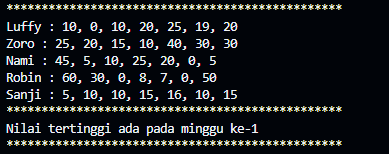 ************************************************
Luffy : 10, 0, 10, 20, 25, 19, 20
Zoro : 25, 20, 15, 10, 40, 30, 30
Nami : 45, 5, 10, 25, 20, 0, 5
Robin : 60, 30, 0, 8, 7, 0, 50
Sanji : 5, 10, 10, 15, 16, 10, 15
************************************************
Nilai tertinggi ada pada minggu ke-1
************************************************